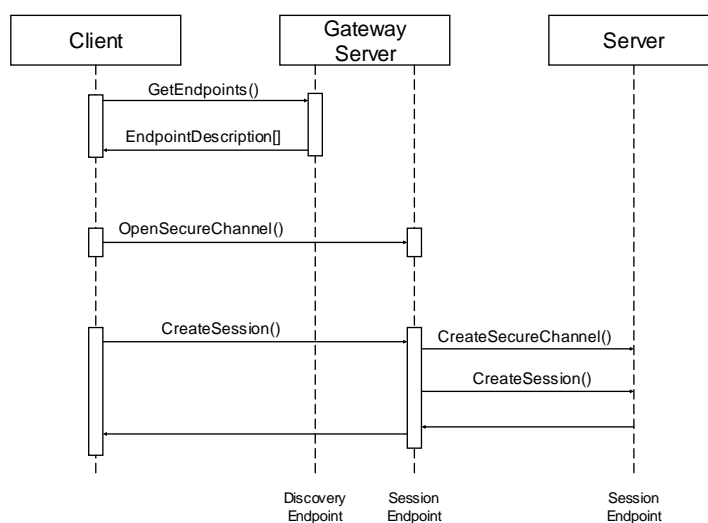 Client
Gateway
Server
Server
GetEndpoints()
EndpointDescription[]
OpenSecureChannel()
CreateSession()
CreateSecureChannel()
CreateSession()
Discovery
Endpoint
Session
Endpoint
Session
Endpoint